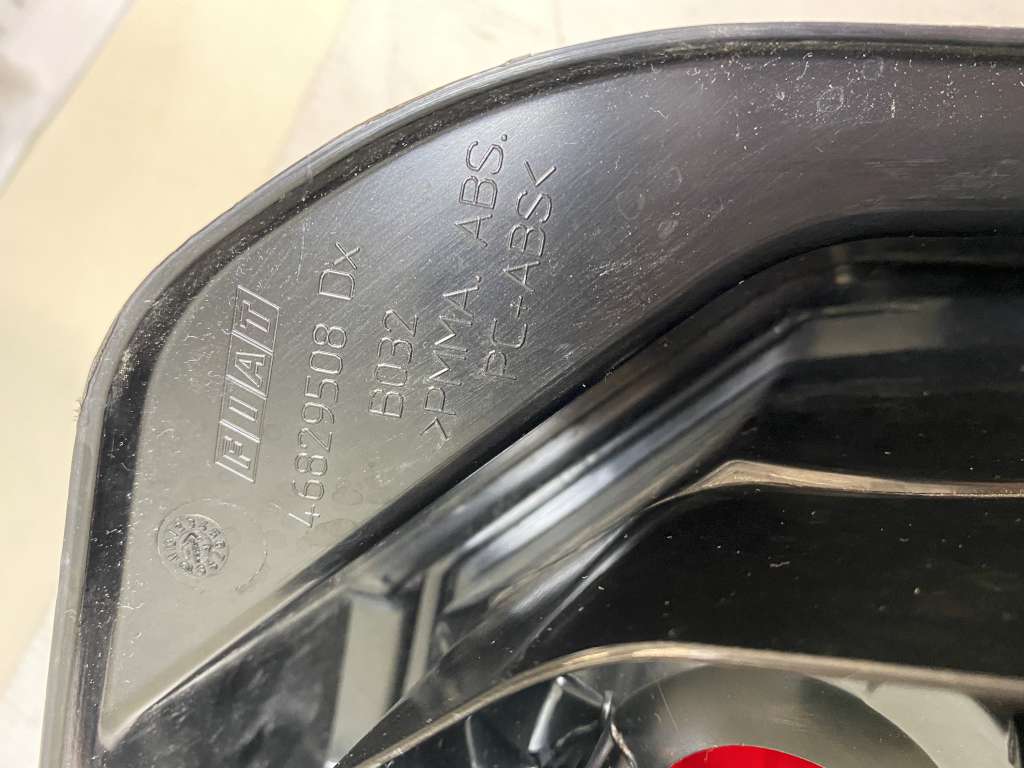 FIAT
46829508 Dx
6032
>PMMA. ABS.
PC+ABS<